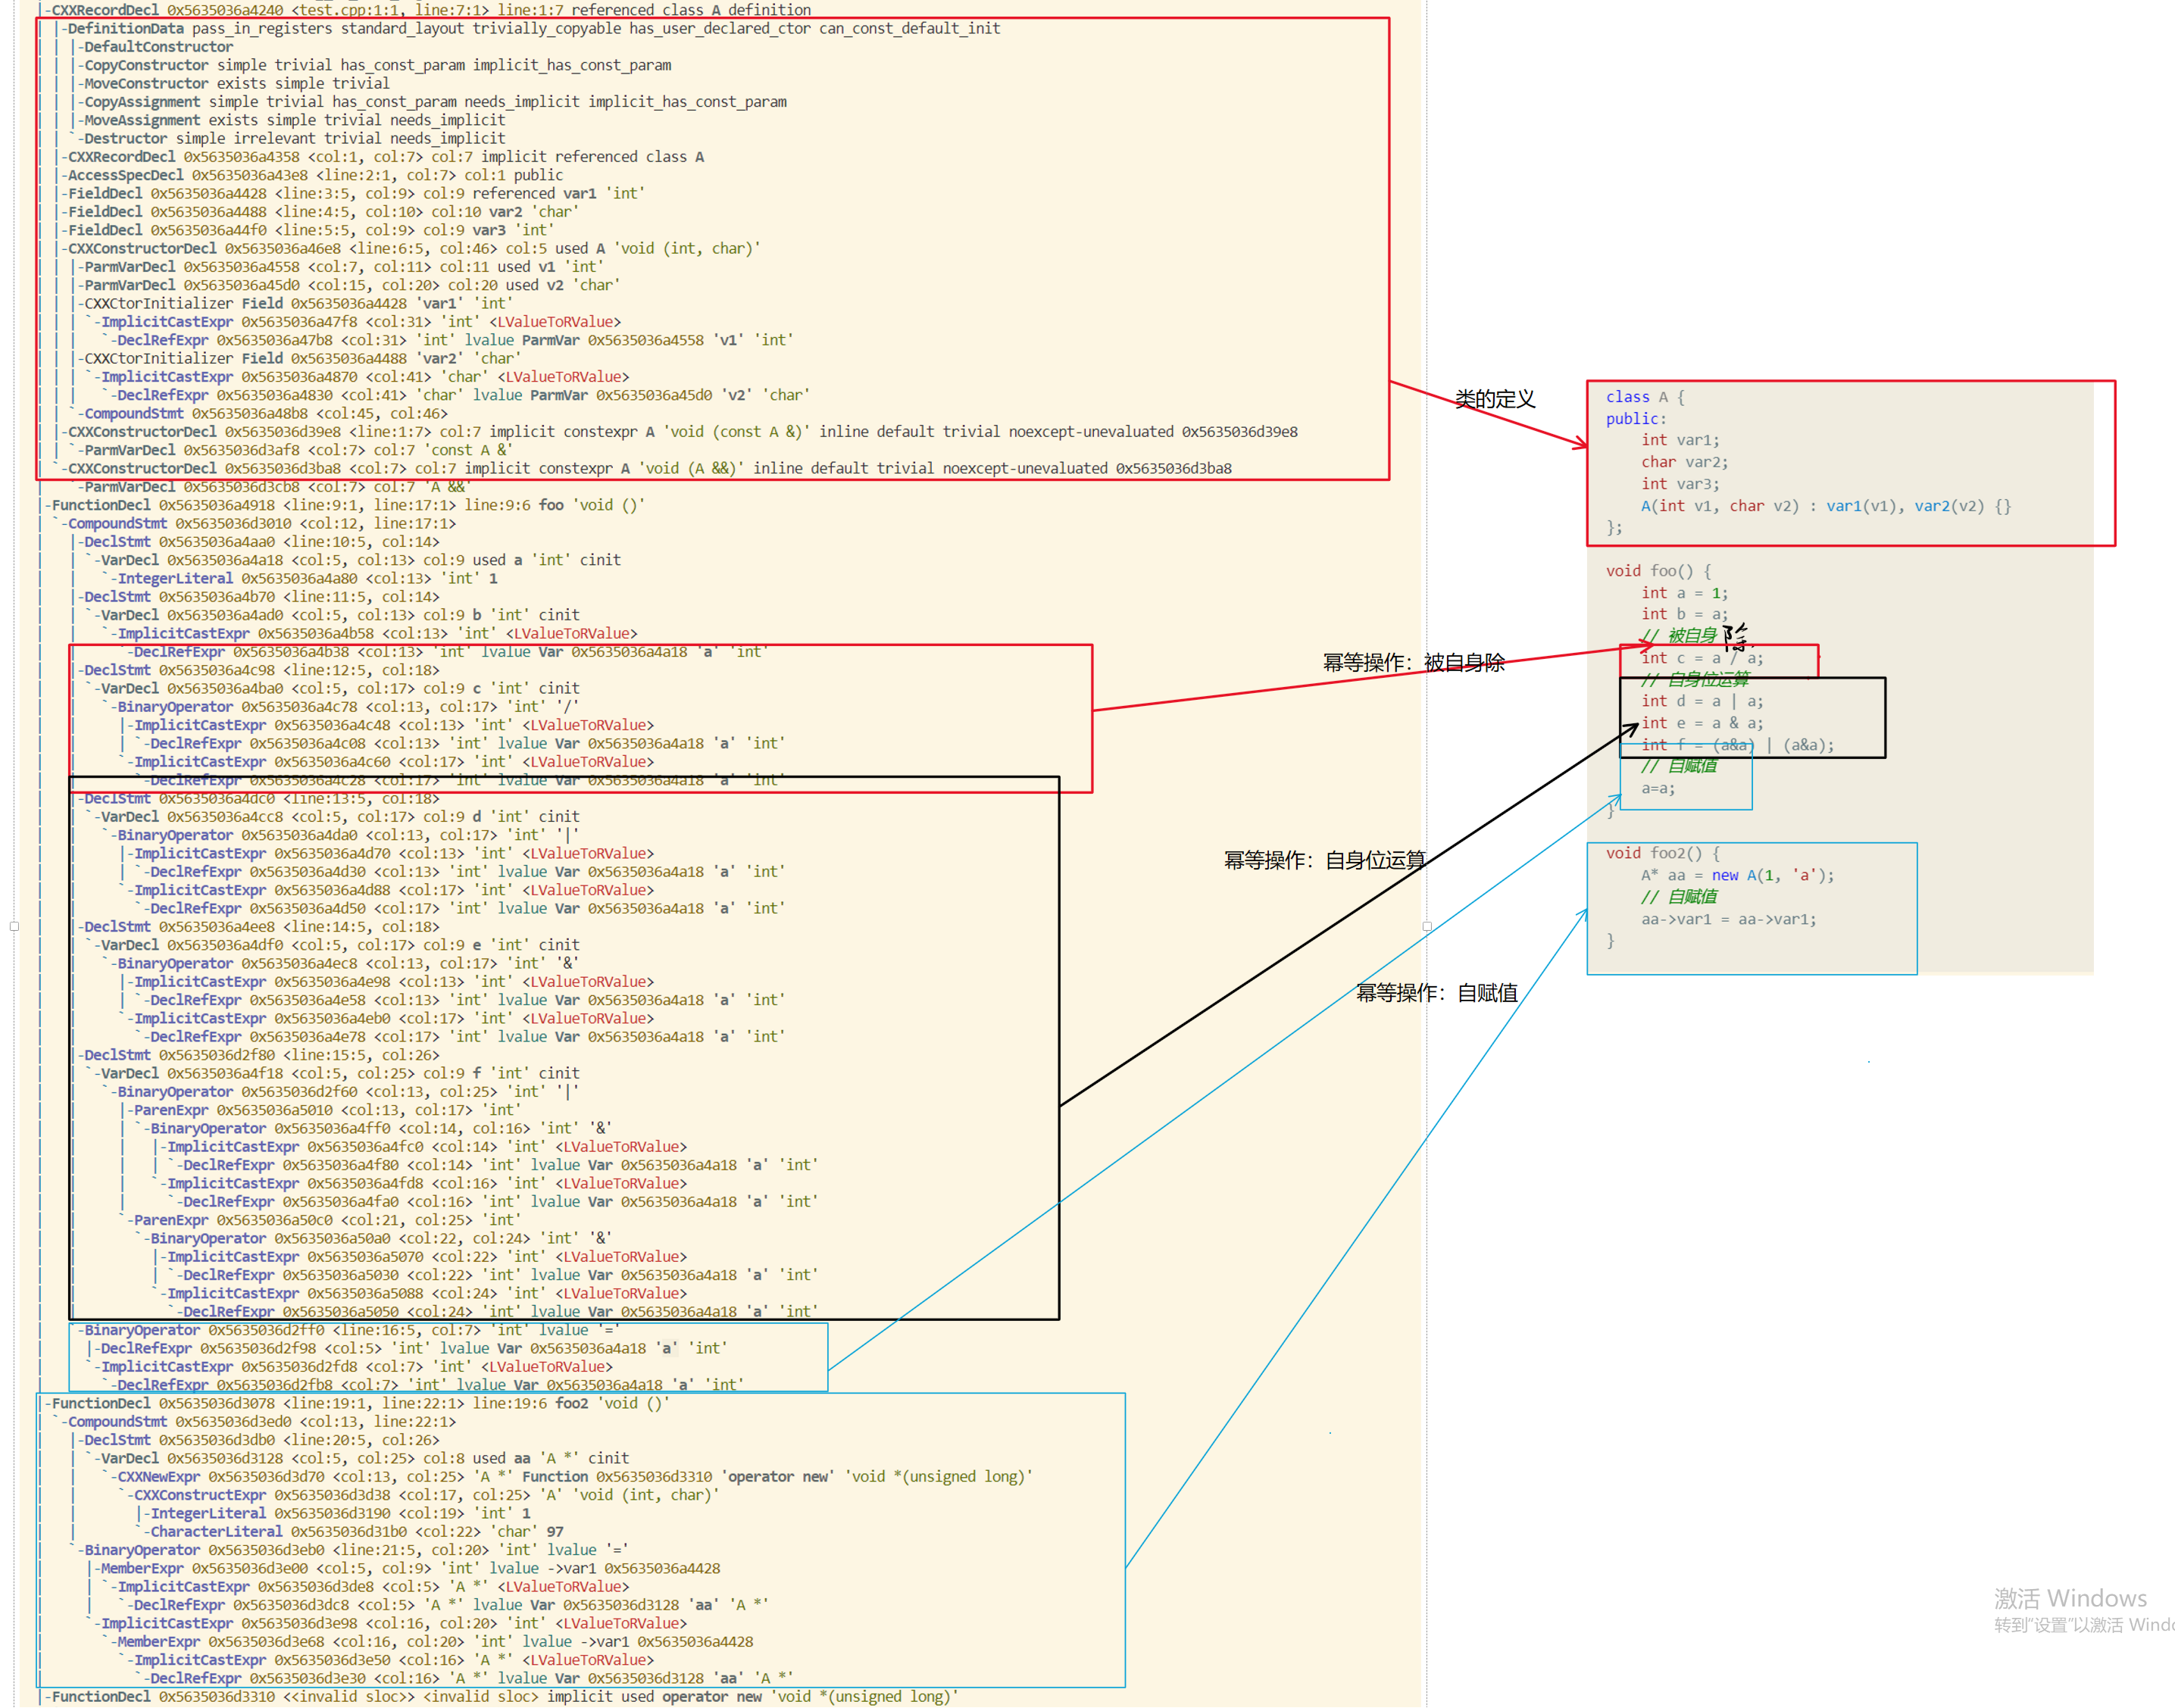 |-CXXRecordDecl 0x5635036a4240 <test.cpp:1:1, line:7:1> line:1:7 referenced class A definition
| |-DefinitionData pass_in_registers standard_layout trivially_copyable has_user_declared_ctor can_const_default_init
| | |-DefaultConstructor
| | |-CopyConstructor simple trivial has_const_param implicit_has_const_param
| | |-MoveConstructor exists simple trivial
| | |-CopyAssignment simple trivial has_const_param needs_implicit implicit_has_const_param
| | |-MoveAssignment exists simple trivial needs_implicit
| | `-Destructor simple irrelevant trivial needs_implicit
| |-CXXRecordDecl 0x5635036a4358 <col:1, col:7> col:7 implicit referenced class A
| |-AccessSpecDecl 0x5635036a43e8 <line:2:1, col:7> col:1 public
| |-FieldDecl 0x5635036a4428 <line:3:5, col:9> col:9 referenced var1 'int'
| |-FieldDecl 0x5635036a4488 <line:4:5, col:10> col:10 var2 'char'
| |-FieldDecl 0x5635036a44f0 <line:5:5, col:9> col:9 var3 'int'
| |-CXXConstructorDecl 0x5635036a46e8 <line:6:5, col:46> col:5 used A 'void (int, char)'
| | |-ParmVarDecl 0x5635036a4558 <col:7, col:11> col:11 used v1 'int'
| | |-ParmVarDecl 0x5635036a45d0 <col:15, col:20> col:20 used v2 'char'
| | |-CXXCtorInitializer Field 0x5635036a4428 'var1' 'int'
| | | `-ImplicitCastExpr 0x5635036a47f8 <col:31> 'int' <LValueToRValue>
| | |   `-DeclRefExpr 0x5635036a47b8 <col:31> 'int' lvalue ParmVar 0x5635036a4558 'v1' 'int'
| | |-CXXCtorInitializer Field 0x5635036a4488 'var2' 'char'
| | | `-ImplicitCastExpr 0x5635036a4870 <col:41> 'char' <LValueToRValue>
| | |   `-DeclRefExpr 0x5635036a4830 <col:41> 'char' lvalue ParmVar 0x5635036a45d0 'v2' 'char'
| | `-CompoundStmt 0x5635036a48b8 <col:45, col:46>
| |-CXXConstructorDecl 0x5635036d39e8 <line:1:7> col:7 implicit constexpr A 'void (const A &)' inline default trivial noexcept-unevaluated 0x5635036d39e8
| | `-ParmVarDecl 0x5635036d3af8 <col:7> col:7 'const A &'
| `-CXXConstructorDecl 0x5635036d3ba8 <col:7> col:7 implicit constexpr A 'void (A &&)' inline default trivial noexcept-unevaluated 0x5635036d3ba8
|   `-ParmVarDecl 0x5635036d3cb8 <col:7> col:7 'A &&'
|-FunctionDecl 0x5635036a4918 <line:9:1, line:17:1> line:9:6 foo 'void ()'
| `-CompoundStmt 0x5635036d3010 <col:12, line:17:1>
|   |-DeclStmt 0x5635036a4aa0 <line:10:5, col:14>
|   | `-VarDecl 0x5635036a4a18 <col:5, col:13> col:9 used a 'int' cinit
|   |   `-IntegerLiteral 0x5635036a4a80 <col:13> 'int' 1
|   |-DeclStmt 0x5635036a4b70 <line:11:5, col:14>
|   | `-VarDecl 0x5635036a4ad0 <col:5, col:13> col:9 b 'int' cinit
|   |   `-ImplicitCastExpr 0x5635036a4b58 <col:13> 'int' <LValueToRValue>
|   |     `-DeclRefExpr 0x5635036a4b38 <col:13> 'int' lvalue Var 0x5635036a4a18 'a' 'int'
|   |-DeclStmt 0x5635036a4c98 <line:12:5, col:18>
|   | `-VarDecl 0x5635036a4ba0 <col:5, col:17> col:9 c 'int' cinit
|   |   `-BinaryOperator 0x5635036a4c78 <col:13, col:17> 'int' '/'
|   |     |-ImplicitCastExpr 0x5635036a4c48 <col:13> 'int' <LValueToRValue>
|   |     | `-DeclRefExpr 0x5635036a4c08 <col:13> 'int' lvalue Var 0x5635036a4a18 'a' 'int'
|   |     `-ImplicitCastExpr 0x5635036a4c60 <col:17> 'int' <LValueToRValue>
|   |       `-DeclRefExpr 0x5635036a4c28 <col:17> 'int' lvalue Var 0x5635036a4a18 'a' 'int'
|   |-DeclStmt 0x5635036a4dc0 <line:13:5, col:18>
|   | `-VarDecl 0x5635036a4cc8 <col:5, col:17> col:9 d 'int' cinit
|   |   `-BinaryOperator 0x5635036a4da0 <col:13, col:17> 'int' '|'
|   |     |-ImplicitCastExpr 0x5635036a4d70 <col:13> 'int' <LValueToRValue>
|   |     | `-DeclRefExpr 0x5635036a4d30 <col:13> 'int' lvalue Var 0x5635036a4a18 'a' 'int'
|   |     `-ImplicitCastExpr 0x5635036a4d88 <col:17> 'int' <LValueToRValue>
|   |       `-DeclRefExpr 0x5635036a4d50 <col:17> 'int' lvalue Var 0x5635036a4a18 'a' 'int'
|   |-DeclStmt 0x5635036a4ee8 <line:14:5, col:18>
|   | `-VarDecl 0x5635036a4df0 <col:5, col:17> col:9 e 'int' cinit
|   |   `-BinaryOperator 0x5635036a4ec8 <col:13, col:17> 'int' '&'
|   |     |-ImplicitCastExpr 0x5635036a4e98 <col:13> 'int' <LValueToRValue>
|   |     | `-DeclRefExpr 0x5635036a4e58 <col:13> 'int' lvalue Var 0x5635036a4a18 'a' 'int'
|   |     `-ImplicitCastExpr 0x5635036a4eb0 <col:17> 'int' <LValueToRValue>
|   |       `-DeclRefExpr 0x5635036a4e78 <col:17> 'int' lvalue Var 0x5635036a4a18 'a' 'int'
|   |-DeclStmt 0x5635036d2f80 <line:15:5, col:26>
|   | `-VarDecl 0x5635036a4f18 <col:5, col:25> col:9 f 'int' cinit
|   |   `-BinaryOperator 0x5635036d2f60 <col:13, col:25> 'int' '|'
|   |     |-ParenExpr 0x5635036a5010 <col:13, col:17> 'int'
|   |     | `-BinaryOperator 0x5635036a4ff0 <col:14, col:16> 'int' '&'
|   |     |   |-ImplicitCastExpr 0x5635036a4fc0 <col:14> 'int' <LValueToRValue>
|   |     |   | `-DeclRefExpr 0x5635036a4f80 <col:14> 'int' lvalue Var 0x5635036a4a18 'a' 'int'
|   |     |   `-ImplicitCastExpr 0x5635036a4fd8 <col:16> 'int' <LValueToRValue>
|   |     |     `-DeclRefExpr 0x5635036a4fa0 <col:16> 'int' lvalue Var 0x5635036a4a18 'a' 'int'
|   |     `-ParenExpr 0x5635036a50c0 <col:21, col:25> 'int'
|   |       `-BinaryOperator 0x5635036a50a0 <col:22, col:24> 'int' '&'
|   |         |-ImplicitCastExpr 0x5635036a5070 <col:22> 'int' <LValueToRValue>
|   |         | `-DeclRefExpr 0x5635036a5030 <col:22> 'int' lvalue Var 0x5635036a4a18 'a' 'int'
|   |         `-ImplicitCastExpr 0x5635036a5088 <col:24> 'int' <LValueToRValue>
|   |           `-DeclRefExpr 0x5635036a5050 <col:24> 'int' lvalue Var 0x5635036a4a18 'a' 'int'
|   `-BinaryOperator 0x5635036d2ff0 <line:16:5, col:7> 'int' lvalue '='
|     |-DeclRefExpr 0x5635036d2f98 <col:5> 'int' lvalue Var 0x5635036a4a18 'a' 'int'
|     `-ImplicitCastExpr 0x5635036d2fd8 <col:7> 'int' <LValueToRValue>
|       `-DeclRefExpr 0x5635036d2fb8 <col:7> 'int' lvalue Var 0x5635036a4a18 'a' 'int'
|-FunctionDecl 0x5635036d3078 <line:19:1, line:22:1> line:19:6 foo2 'void ()'
| `-CompoundStmt 0x5635036d3ed0 <col:13, line:22:1>
|   |-DeclStmt 0x5635036d3db0 <line:20:5, col:26>
|   | `-VarDecl 0x5635036d3128 <col:5, col:25> col:8 used aa 'A *' cinit
|   |   `-CXXNewExpr 0x5635036d3d70 <col:13, col:25> 'A *' Function 0x5635036d3310 'operator new' 'void *(unsigned long)'
|   |     `-CXXConstructExpr 0x5635036d3d38 <col:17, col:25> 'A' 'void (int, char)'
|   |       |-IntegerLiteral 0x5635036d3190 <col:19> 'int' 1
|   |       `-CharacterLiteral 0x5635036d31b0 <col:22> 'char' 97
|   `-BinaryOperator 0x5635036d3eb0 <line:21:5, col:20> 'int' lvalue '='
|     |-MemberExpr 0x5635036d3e00 <col:5, col:9> 'int' lvalue ->var1 0x5635036a4428
|     | `-ImplicitCastExpr 0x5635036d3de8 <col:5> 'A *' <LValueToRValue>
|     |   `-DeclRefExpr 0x5635036d3dc8 <col:5> 'A *' lvalue Var 0x5635036d3128 'aa' 'A *'
|     `-ImplicitCastExpr 0x5635036d3e98 <col:16, col:20> 'int' <LValueToRValue>
|       `-MemberExpr 0x5635036d3e68 <col:16, col:20> 'int' lvalue ->var1 0x5635036a4428
|         `-ImplicitCastExpr 0x5635036d3e50 <col:16> 'A *' <LValueToRValue>
|           `-DeclRefExpr 0x5635036d3e30 <col:16> 'A *' lvalue Var 0x5635036d3128 'aa' 'A *'
|-FunctionDecl 0x5635036d3310 <<invalid sloc>> <invalid sloc> implicit used operator new 'void *(unsigned long)'
类的定义
幂等操作：被自身除
幂等操作：自身位运算
幂等操作：自赋值
class A {
public:
    int var1;
    char var2;
    int var3;
    A(int v1, char v2) : var1(v1), var2(v2) {}
};
void foo() {
    int a = 1;
    int b = a;
    // 被自身除
    int c = a / a;
    // 自身位运算
    int d = a | a;
    int e = a & a;
    int f = (a&a) | (a&a);
    // 自赋值
    a=a;
}
void foo2() {
    A* aa = new A(1, 'a');
    // 自赋值
    aa->var1 = aa->var1;
}
激活 Windows
转到"设置"以激活 Windo